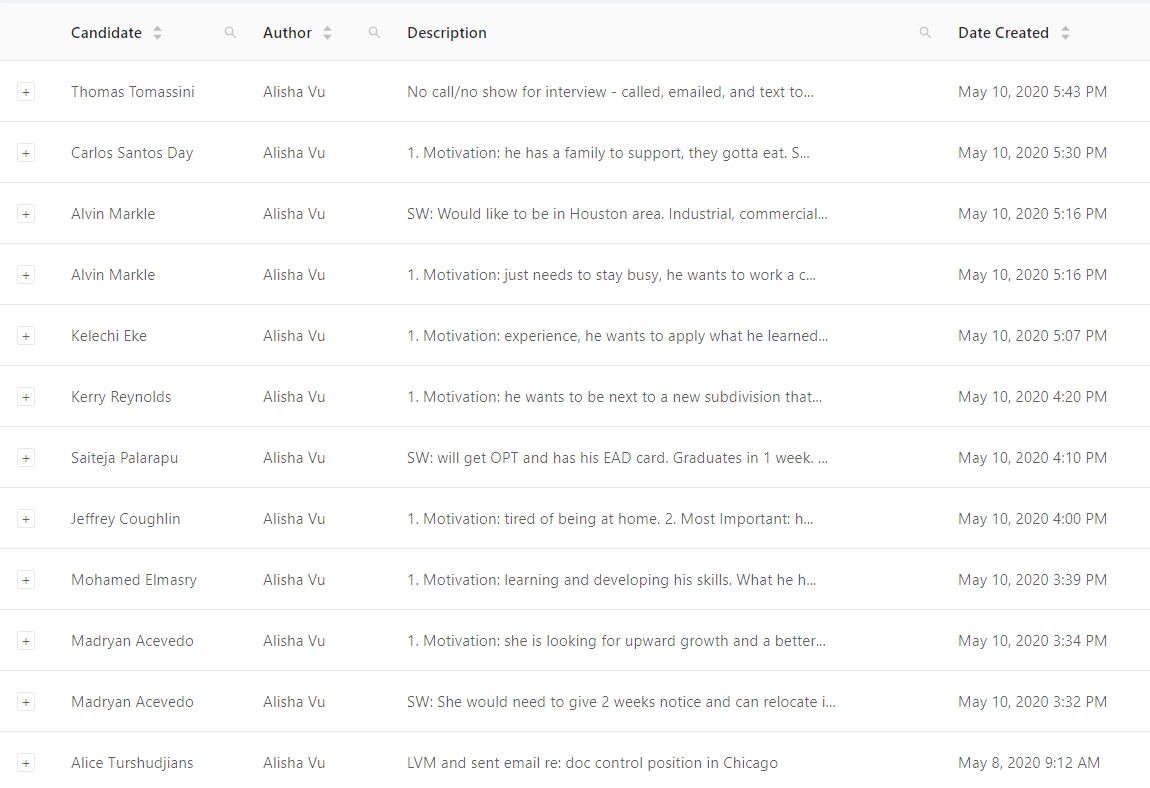 Candidate Author Description Date Created
+ Thomas Tomassini Alisha Vu No call/no show for interview - called, emailed, and text to... May 10, 2020 5:43 PM
+ Carlos Santos Day Alisha Vu 1. Motivation: he has a family to support, they gotta eat. S... May 10, 2020 5:30 PM
+ Alvin Markle Alisha Vu SW: Would like to be in Houston area. Industrial, commercial... May 10, 2020 5:16 PM
+ Alvin Markle Alisha Vu 1. Motivation: just needs to stay busy, he wants to work a c... May 10, 2020 5:16 PM
+ Kelechi Eke Alisha Vu 1. Motivation: experience, he wants to apply what he learned... May 10, 2020 5:07 PM
+ Kerry Reynolds Alisha Vu 1. Motivation: he wants to be next to a new subdivision that... May 10, 2020 4:20 PM
+ Saiteja Palarapu Alisha Vu SW: will get OPT and has his EAD card. Graduates in 1 week. ... May 10, 2020 4:10 PM
+ Jeffrey Coughlin Alisha Vu 1. Motivation: tired of being at home. 2. Most Important: h... May 10, 2020 4:00 PM
+ Mohamed Elmasry Alisha Vu 1. Motivation: learning and developing his skills. What he h... May 10, 2020 3:39 PM
+ Madryan Acevedo Alisha Vu 1. Motivation: she is looking for upward growth and a better... May 10, 2020 3:34 PM
+ Madryan Acevedo Alisha Vu SW: She would need to give 2 weeks notice and can relocate i... May 10, 2020 3:32 PM
+ Alice Turshudjians Alisha Vu LVM and sent email re: doc control position in Chicago May 8, 2020 9:12 AM